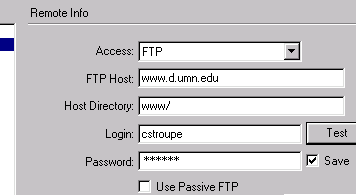 Remote Info
Access: FTP
FTP Host: www.d.umn.edu
Host Directory: www/
Login: cstroupe Test
Password: ****** Save
Use Passive FTP